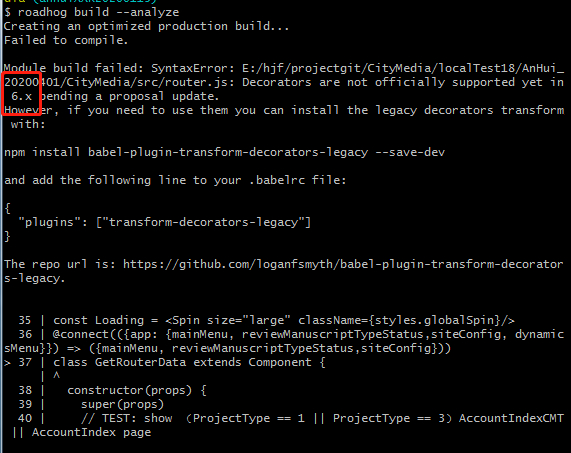 $ roadhog build --analyze
Creating an optimized production build...
Failed to compile.
Module build failed: SyntaxError: E:/hjf/projectgit/CityMedia/localTest18/AnHui_
20200401/CityMedia/src/router.js: Decorators are not officially supported yet in
6.x pending a proposal update.
However, if you need to use them you can install the legacy decorators transform
with:
npm install babel-plugin-transform-decorators-legacy --save-dev
and add the following line to your .babelrc file:
{
"plugins": ["transform-decorators-legacy"]
}
The repo url is: https://github.com/loganfsmyth/babel-plugin-transform-decorator
s-legacy.
35 | const Loading = <Spin size="large" className={styles.globalSpin}/>
36 | @connect(({app: {mainMenu, reviewManuscriptTypeStatus,siteConfig, dynamic
sMenu}}) => ({mainMenu, reviewManuscriptTypeStatus,siteConfig}))
> 37 | class GetRouterData extends Component {
| ^
38 | constructor(props) {
39 | super(props)
40 | // TEST: show (ProjectType == 1 || ProjectType == 3) AccountIndexCMT
|| AccountIndex page